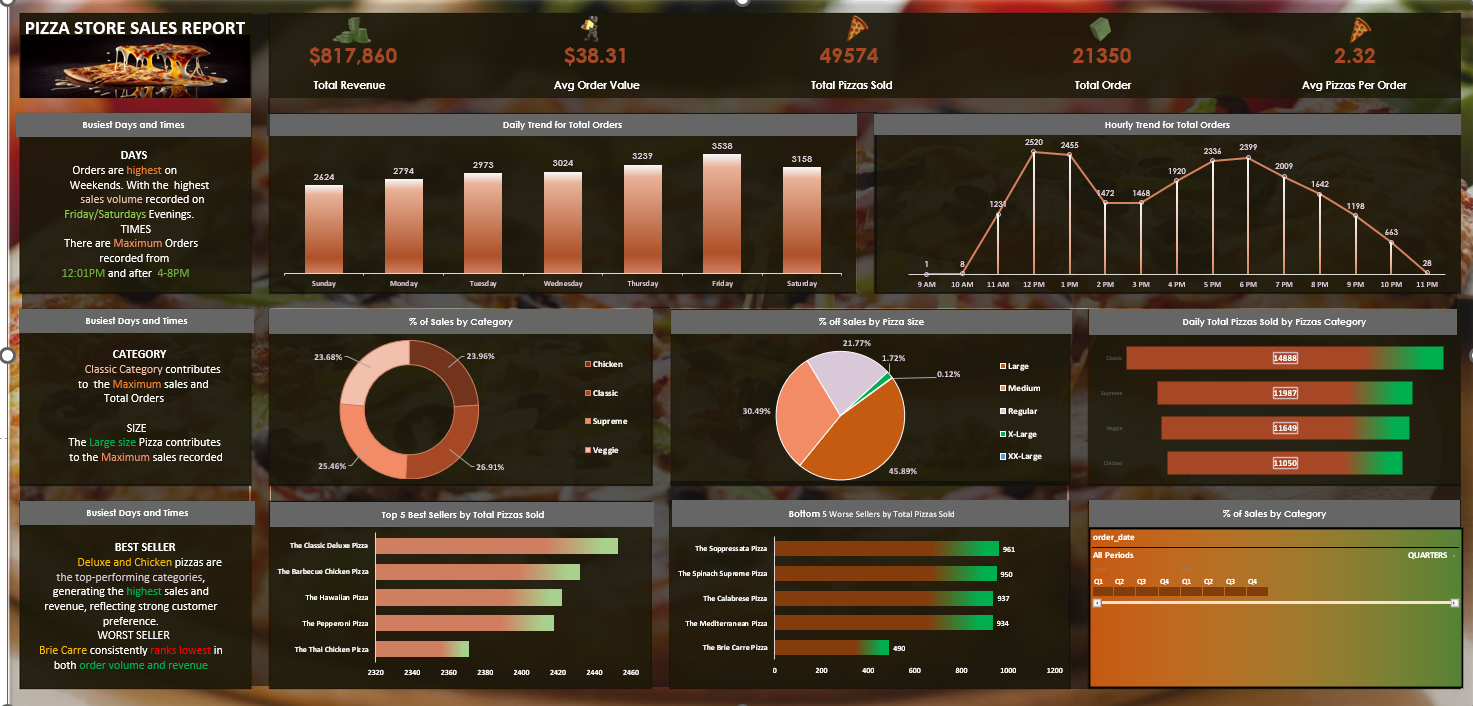 PIZZA STORE SALES REPORT
$817,860
Total Revenue
$38.31
Avg Order Value
49574
Total Pizzas Sold
21350
Total Order
2.32
Avg Pizzas Per Order
Busiest Days and Times
DAYS
Orders are highest on
Weekends. With the highest
sales volume recorded on
Friday/Saturdays Evenings.
TIMES
There are Maximum Orders
recorded from
12:01PM and after 4-8PM
Daily Trend for Total Orders
2624
2794
2973
3024
3239
3538
3158
Sunday
Monday
Tuesday
Wednesday
Thursday
Friday
Saturday
Hourly Trend for Total Orders
1
8
1231
2520
2455
1472
1468
1920
2336
2399
2009
1642
1198
663
28
9 AM
10 AM
11 AM
12 PM
1 PM
2 PM
3 PM
4 PM
5 PM
6 PM
7 PM
8 PM
9 PM
10 PM
11 PM
Busiest Days and Times
CATEGORY
Classic Category contributes
to the Maximum sales and
Total Orders
SIZE
The Large size Pizza contributes
to the Maximum sales recorded
% of Sales by Category
23.68%
23.96%
25.46%
26.91%
Chicken
Classic
Supreme
Veggie
% off Sales by Pizza Size
21.77%
1.72%
0.12%
30.49%
45.89%
Large
Medium
Regular
X-Large
XX-Large
Daily Total Pizzas Sold by Pizzas Category
Classic
14888
Supreme
11987
Veggie
11649
Chicken
11050
Busiest Days and Times
BEST SELLER
Deluxe and Chicken pizzas are
the top-performing categories,
generating the highest sales and
revenue, reflecting strong customer
preference.
WORST SELLER
Brie Carre consistently ranks lowest in
both order volume and revenue
Top 5 Best Sellers by Total Pizzas Sold
The Classic Deluxe Pizza
The Barbecue Chicken Pizza
The Hawaiian Pizza
The Pepperoni Pizza
The Thai Chicken Pizza
2320
2340
2360
2380
2400
2420
2440
2460
Bottom 5 Worse Sellers by Total Pizzas Sold
The Soppressata Pizza
961
The Spinach Supreme Pizza
950
The Calabrese Pizza
937
The Mediterranean Pizza
934
The Brie Carre Pizza
490
0
200
400
600
800
1000
1200
% of Sales by Category
order_date
All Periods
QUARTERS
Q1 Q2 Q3 Q4 Q1 Q2 Q3 Q4